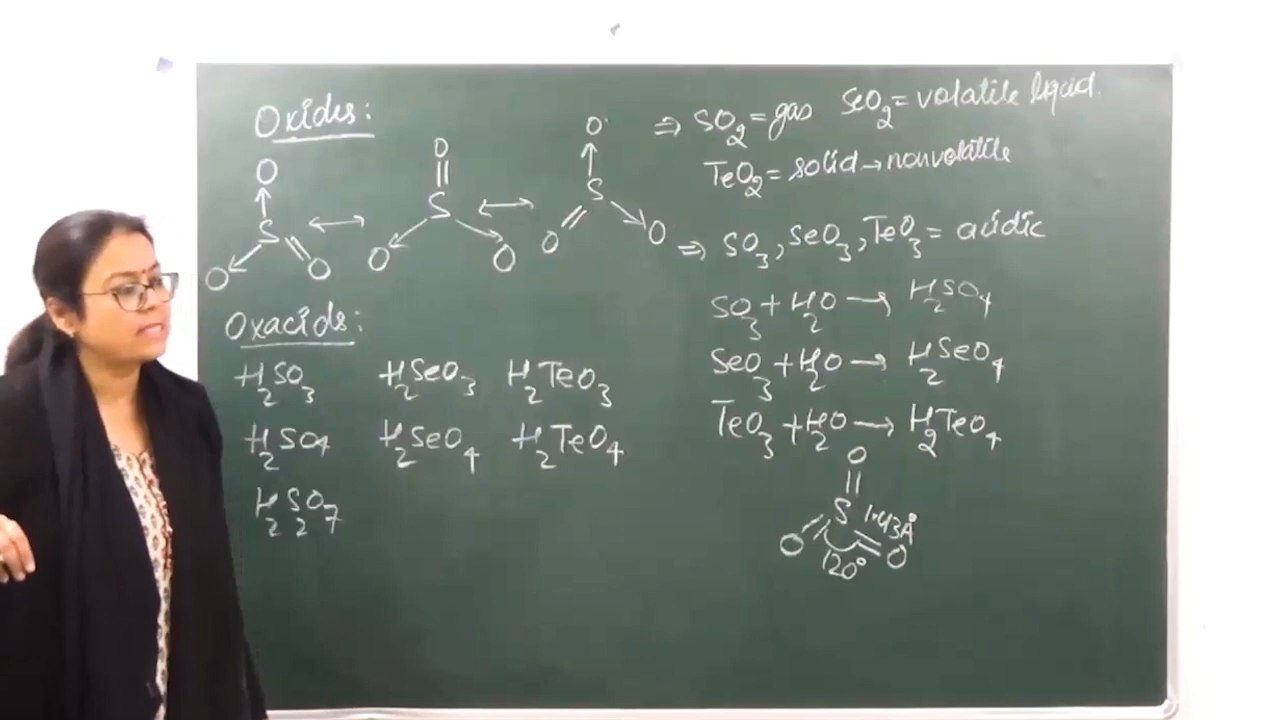 Oxides:
O
S
O O
↔
O
||
S
O O
↔
O
S
O O
Oxacids:
H₂SO₃ H₂SeO₃ H₂TeO₃
H₂SO₄ H₂SeO₄ H₂TeO₄
H₂S₂O₇
⇒ SO₂ = gas SeO₂ = volatile liquid.
TeO₂ = solid → nonvolatile
⇒ SO₃, SeO₃, TeO₃ = acidic
SO₃ + H₂O → H₂SO₄
SeO₃ + H₂O → H₂SeO₄
TeO₃ + H₂O → H₂TeO₄
O
||
S 1.43Å
O 120° O